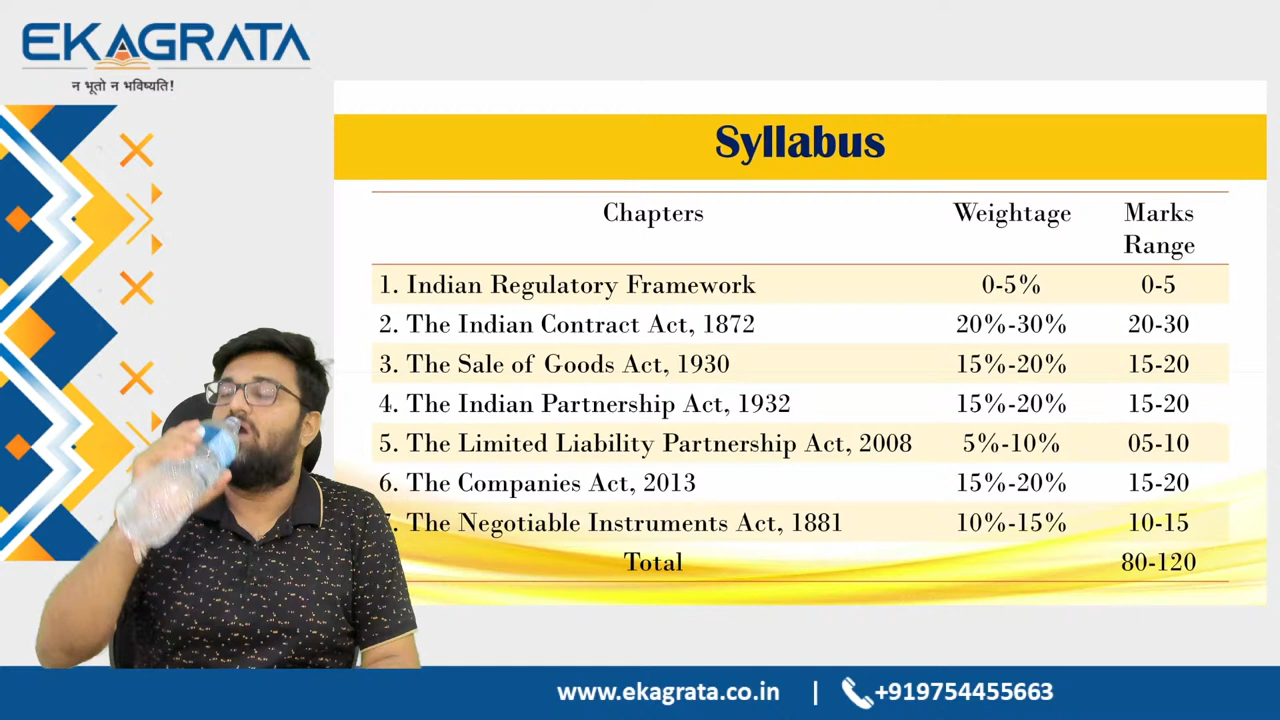 EKAGRATA
न भूतो न भविष्यति!
Syllabus
Chapters Weightage Marks Range
1. Indian Regulatory Framework 0-5% 0-5
2. The Indian Contract Act, 1872 20%-30% 20-30
3. The Sale of Goods Act, 1930 15%-20% 15-20
4. The Indian Partnership Act, 1932 15%-20% 15-20
5. The Limited Liability Partnership Act, 2008 5%-10% 05-10
6. The Companies Act, 2013 15%-20% 15-20
. The Negotiable Instruments Act, 1881 10%-15% 10-15
Total 80-120
www.ekagrata.co.in | +919754455663